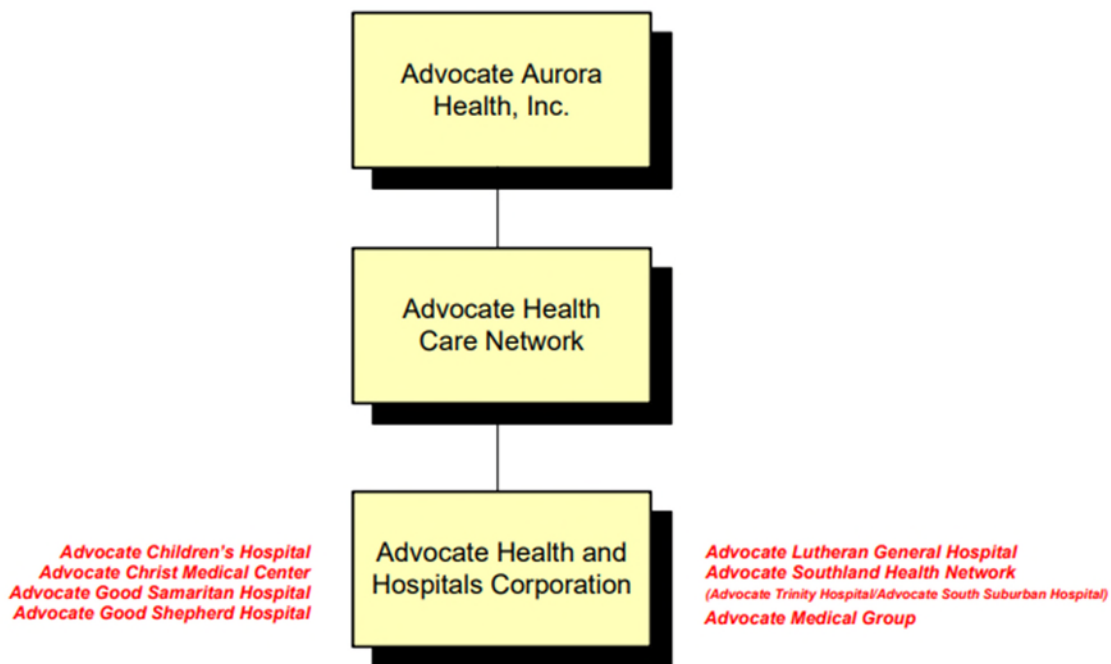 Advocate Aurora
Health, Inc.
Advocate Health
Care Network
Advocate Children's Hospital
Advocate Christ Medical Center
Advocate Good Samaritan Hospital
Advocate Good Shepherd Hospital
Advocate Health and
Hospitals Corporation
Advocate Lutheran General Hospital
Advocate Southland Health Network
(Advocate Trinity Hospital/Advocate South Suburban Hospital)
Advocate Medical Group